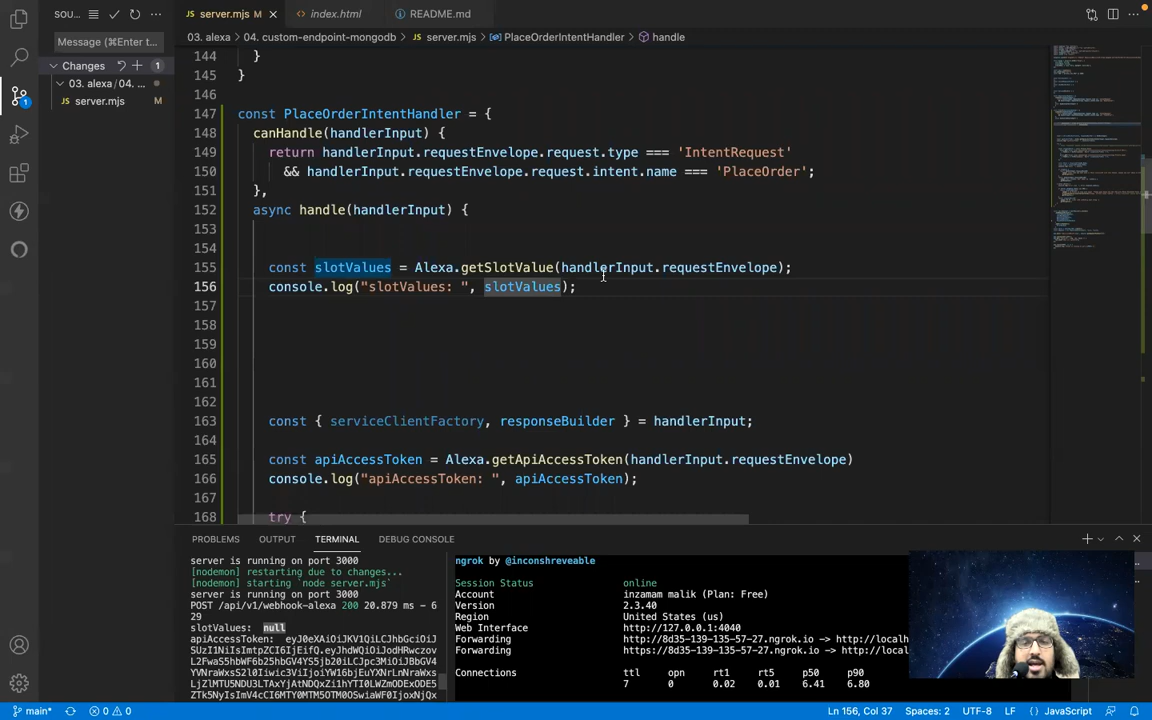 SOU...
server.mjs M
index.html
README.md
Message (⌘Enter t...
Changes 1
03. alexa / 04. ...
server.mjs M
03. alexa > 04. custom-endpoint-mongodb > server.mjs > PlaceOrderIntentHandler > handle
144 }
145 }
146
147 const PlaceOrderIntentHandler = {
148 canHandle(handlerInput) {
149 return handlerInput.requestEnvelope.request.type === 'IntentRequest'
150 && handlerInput.requestEnvelope.request.intent.name === 'PlaceOrder';
151 },
152 async handle(handlerInput) {
153
154
155 const slotValues = Alexa.getSlotValue(handlerInput.requestEnvelope);
156 console.log("slotValues: ", slotValues);
157
158
159
160
161
162
163 const { serviceClientFactory, responseBuilder } = handlerInput;
164
165 const apiAccessToken = Alexa.getApiAccessToken(handlerInput.requestEnvelope)
166 console.log("apiAccessToken: ", apiAccessToken);
167
168 try {
PROBLEMS OUTPUT TERMINAL DEBUG CONSOLE
server is running on port 3000
[nodemon] restarting due to changes...
[nodemon] starting `node server.mjs`
server is running on port 3000
POST /api/v1/webhook-alexa 200 20.879 ms - 6
29
slotValues: null
ngrok by @inconshreveable
Session Status online
Account inzamam malik (Plan: Free)
Version 2.3.40
Region United States (us)
Web Interface http://127.0.0.1:4040
Forwarding http://8d35-139-135-57-27.ngrok.io -> http://localh
Forwarding https://8d35-139-135-57-27.ngrok.io -> http://loca
Connections ttl opn rt1 rt5 p50 p90
7 0 0.02 0.01 6.41 6.80
main* 0 0 Ln 156, Col 37 Spaces: 2 UTF-8 LF JavaScript